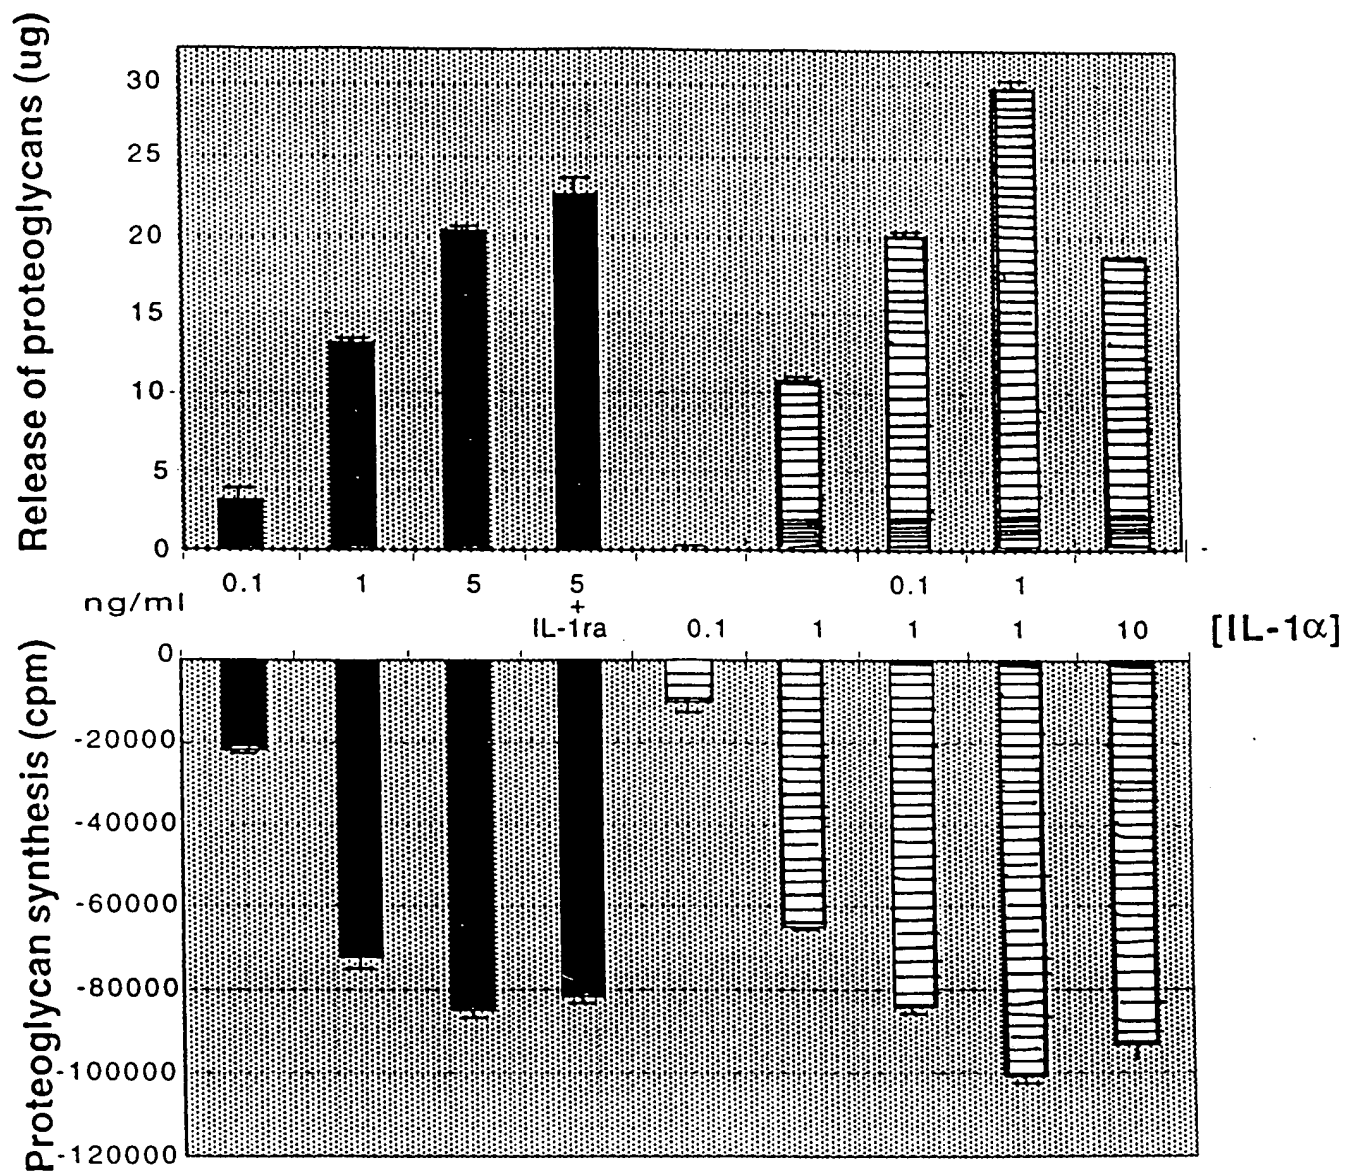 Release of proteoglycans (ug)
30
25
20
15
10
5
0
0.1 1 5 5 0.1 1
ng/ml +
IL-1ra 0.1 1 1 1 10 [IL-1α]
Proteoglycan synthesis (cpm)
0
-20000
-40000
-60000
-80000
-100000
-120000